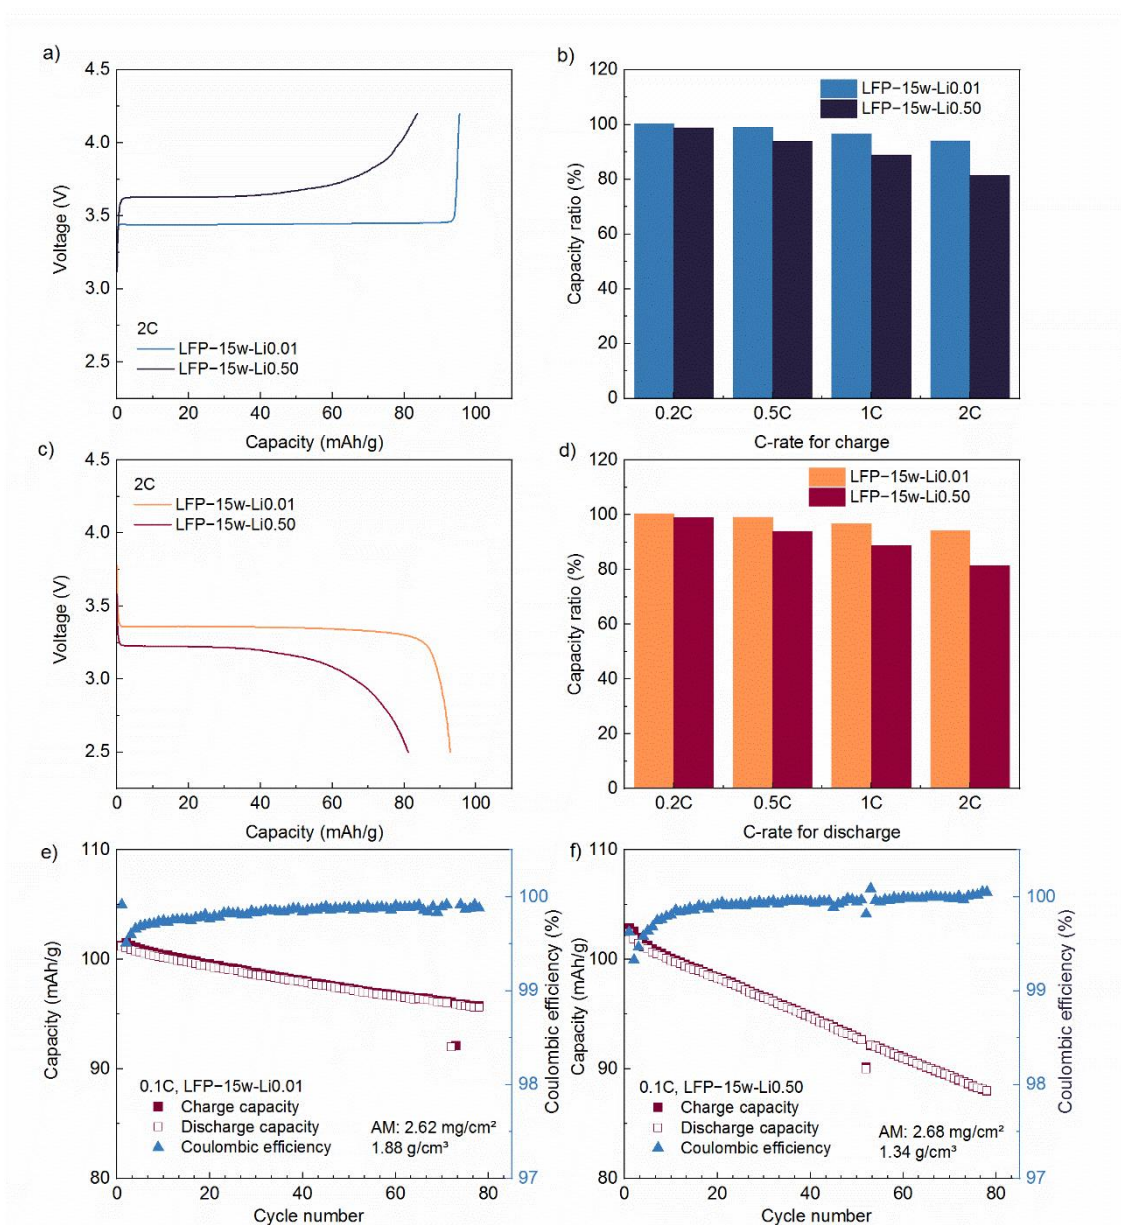 a)
4.5
4.0
3.5
3.0
2.5
Voltage (V)
2C
LFP−15w-Li0.01
LFP−15w-Li0.50
0 20 40 60 80 100
Capacity (mAh/g)
b)
120
100
80
60
40
20
0
Capacity ratio (%)
LFP−15w-Li0.01
LFP−15w-Li0.50
0.2C 0.5C 1C 2C
C-rate for charge
c)
4.5
4.0
3.5
3.0
2.5
Voltage (V)
2C
LFP−15w-Li0.01
LFP−15w-Li0.50
0 20 40 60 80 100
Capacity (mAh/g)
d)
120
100
80
60
40
20
0
Capacity ratio (%)
LFP−15w-Li0.01
LFP−15w-Li0.50
0.2C 0.5C 1C 2C
C-rate for discharge
e)
110
100
90
80
Capacity (mAh/g)
100
99
98
97
Coulombic efficiency (%)
0.1C, LFP−15w-Li0.01
Charge capacity
Discharge capacity
Coulombic efficiency
AM: 2.62 mg/cm²
1.88 g/cm³
0 20 40 60 80
Cycle number
f)
110
100
90
80
Capacity (mAh/g)
100
99
98
97
Coulombic efficiency (%)
0.1C, LFP−15w-Li0.50
Charge capacity
Discharge capacity
Coulombic efficiency
AM: 2.68 mg/cm²
1.34 g/cm³
0 20 40 60 80
Cycle number